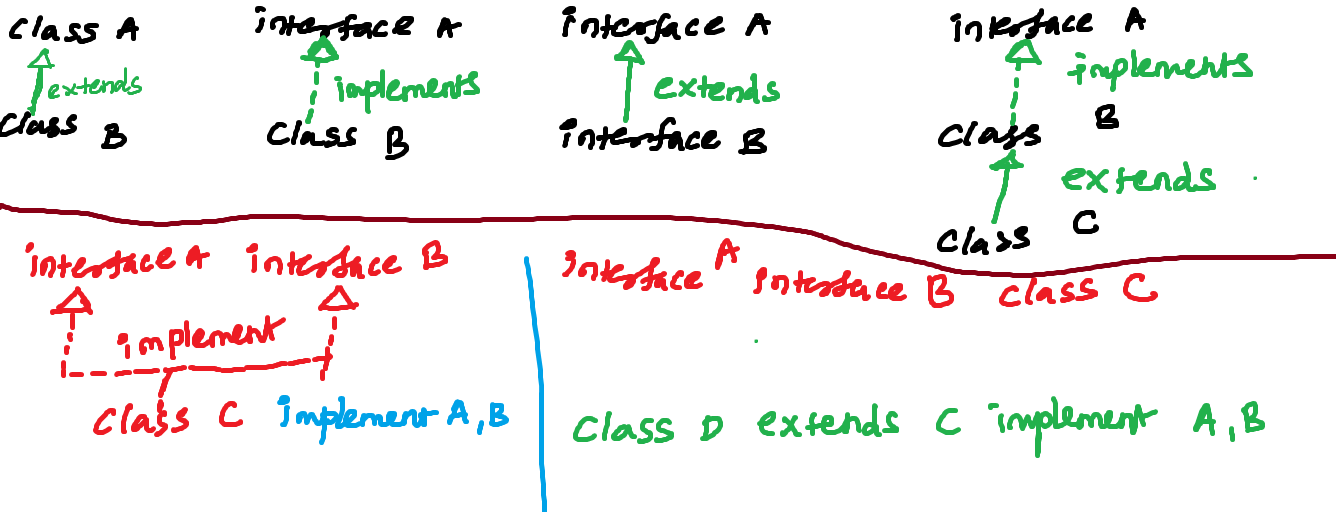 class A
extends
class B
interface A
implements
class B
interface A
extends
interface B
interface A
implements
class B
extends
class C
interface A interface B
implement
class C implement A,B
interface A interface B class C
class D extends C implement A,B